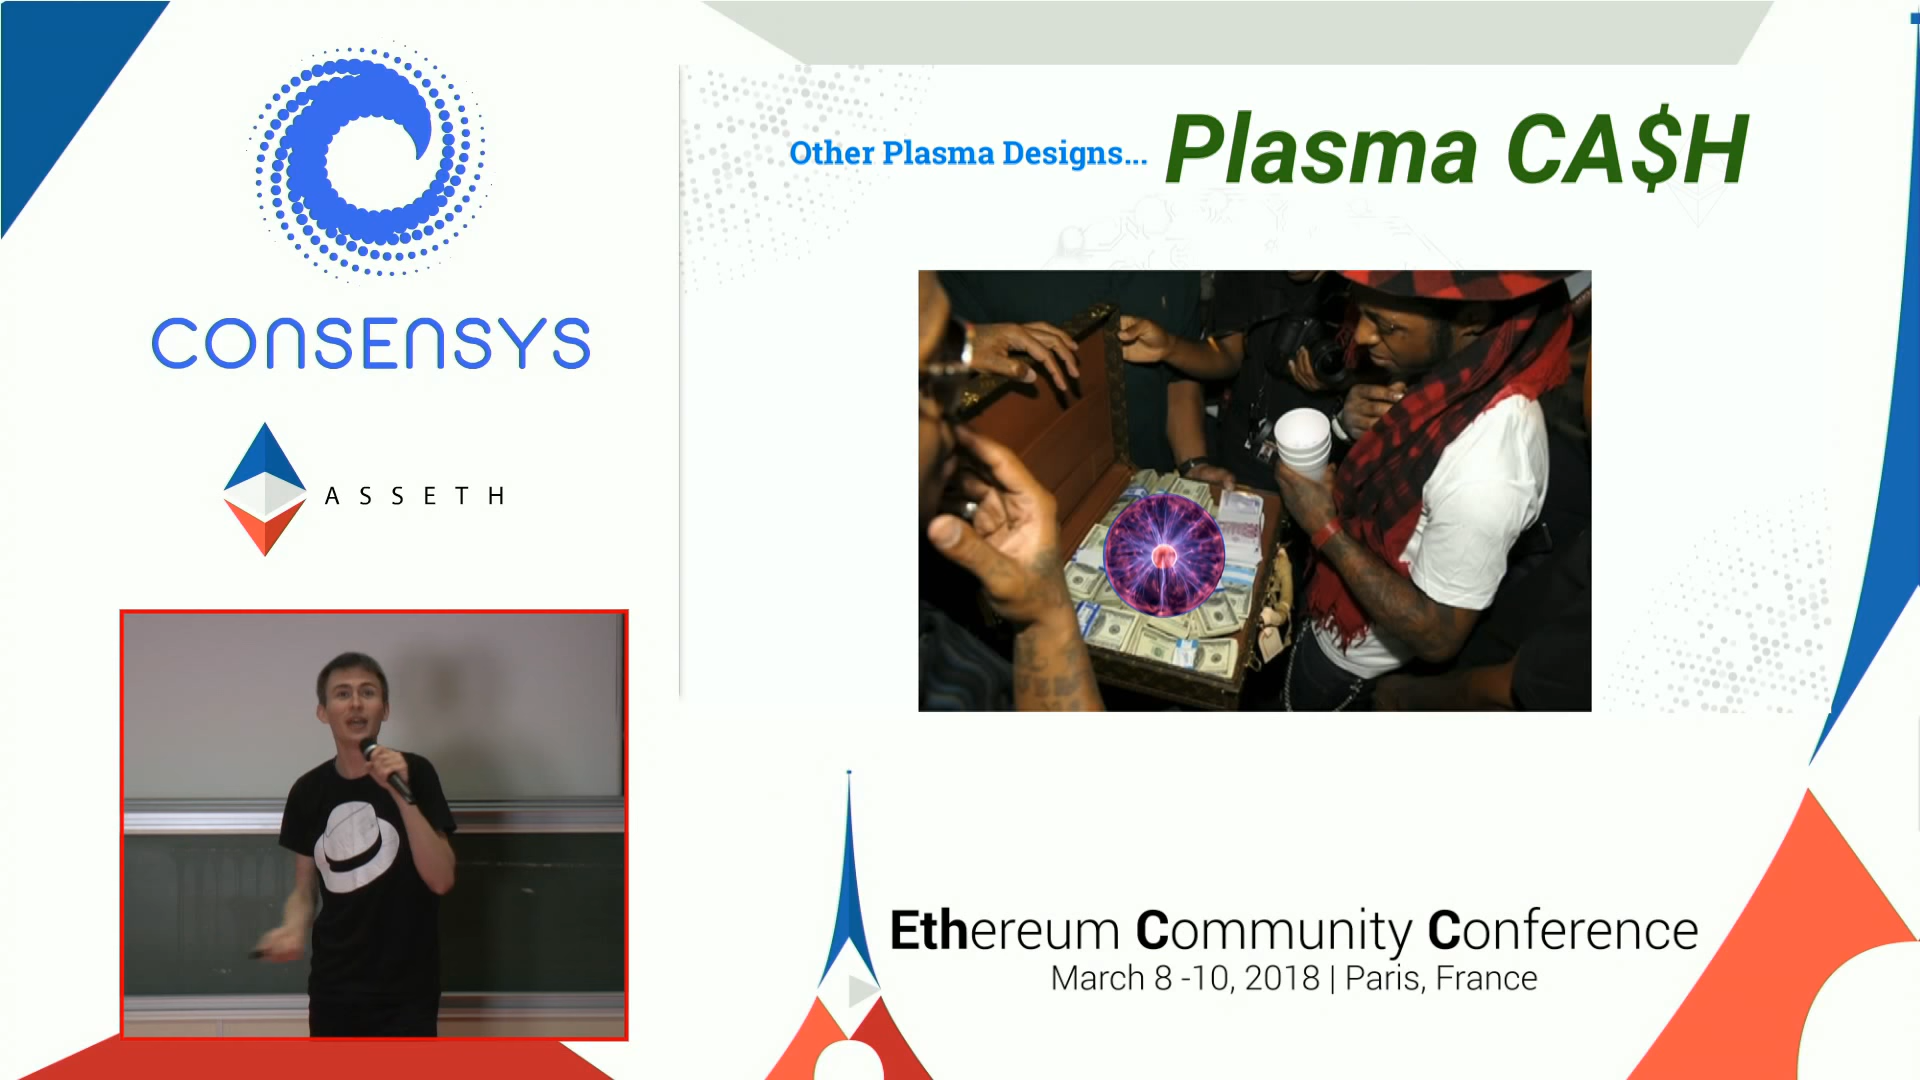 CONSENSYS
ASSETH
Other Plasma Designs... Plasma CA$H
Ethereum Community Conference
March 8 -10, 2018 | Paris, France